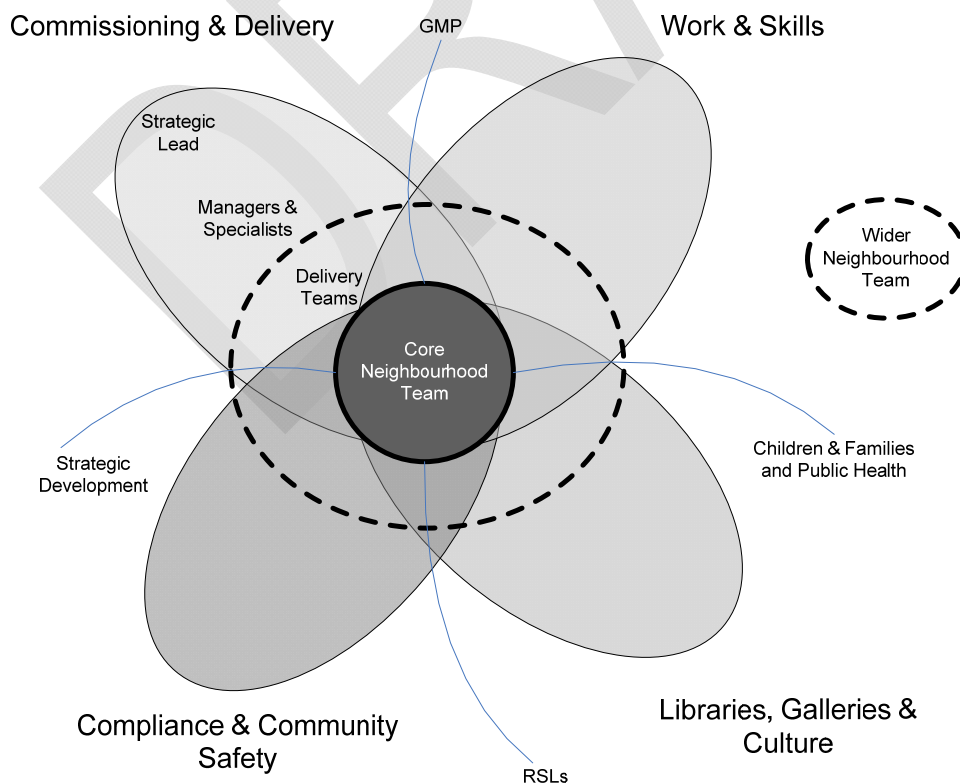 Commissioning & Delivery
GMP
Work & Skills
Strategic
Lead
Managers &
Specialists
Delivery
Teams
Wider
Neighbourhood
Team
Core
Neighbourhood
Team
Strategic
Development
Children & Families
and Public Health
Compliance & Community
Safety
Libraries, Galleries &
Culture
RSLs